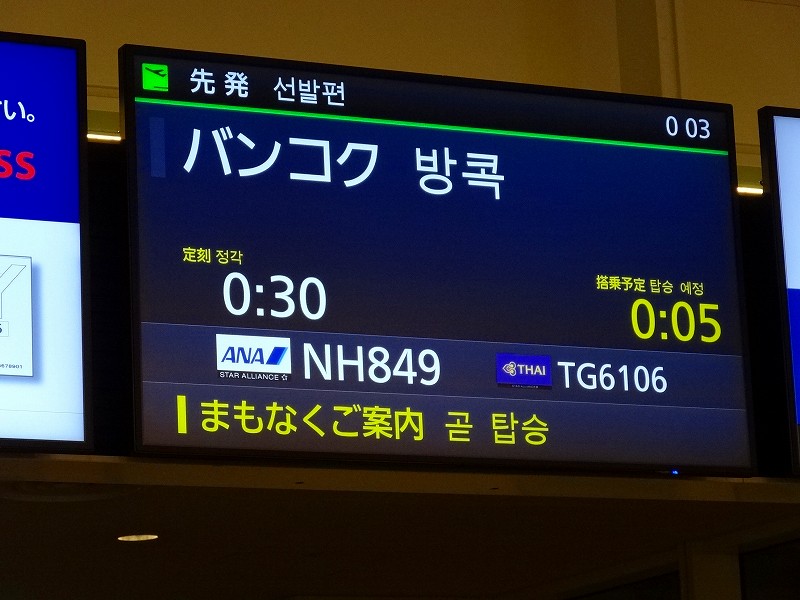 い。
SS
先発 선발편
0 03
バンコク 방콕
定刻 정각
搭乗予定 탑승 예정
0:30
0:05
ANA NH849 THAI TG6106
STAR ALLIANCE
まもなくご案内 곧 탑승